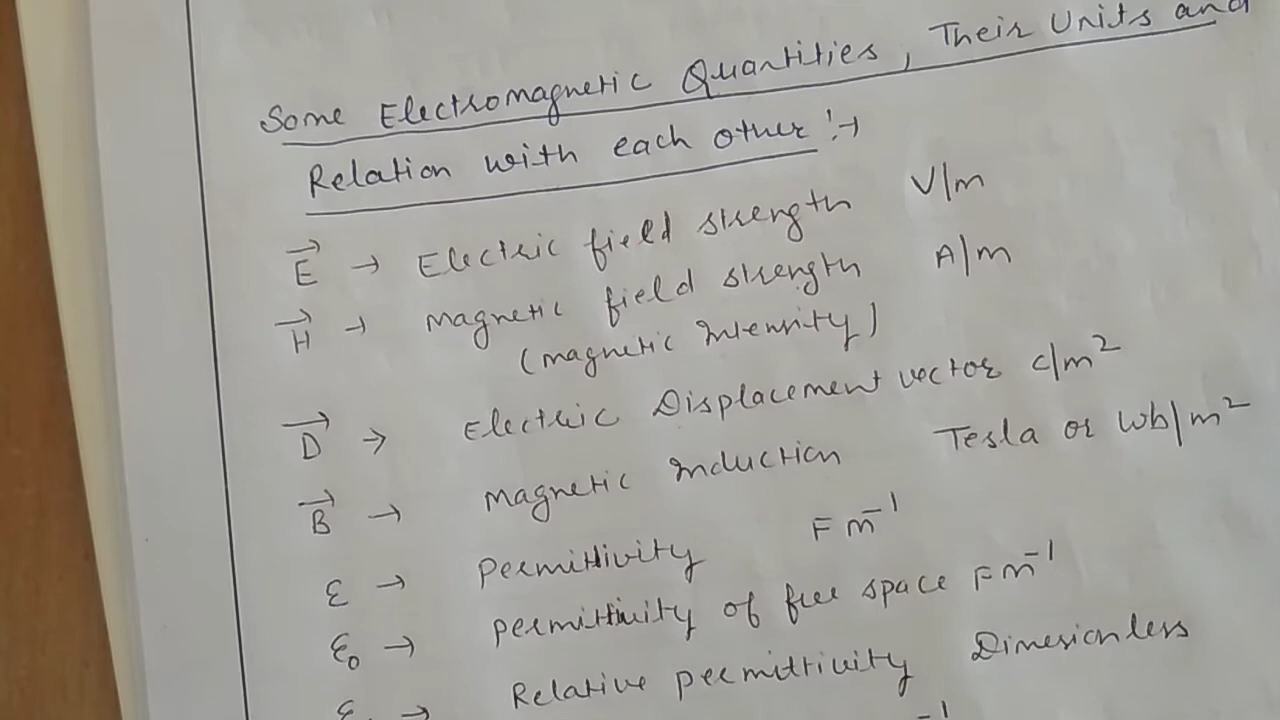 Some Electromagnetic Quantities, Their Units and
Relation with each other :→
E⃗ → Electric field strength V/m
H⃗ → Magnetic field strength A/m
(magnetic Intensity)
D⃗ → Electric Displacement vector C/m²
B⃗ → Magnetic Induction Tesla or Wb/m²
ε → Permittivity Fm⁻¹
ε₀ → Permittivity of free space Fm⁻¹
ε → Relative permittivity Dimesionless